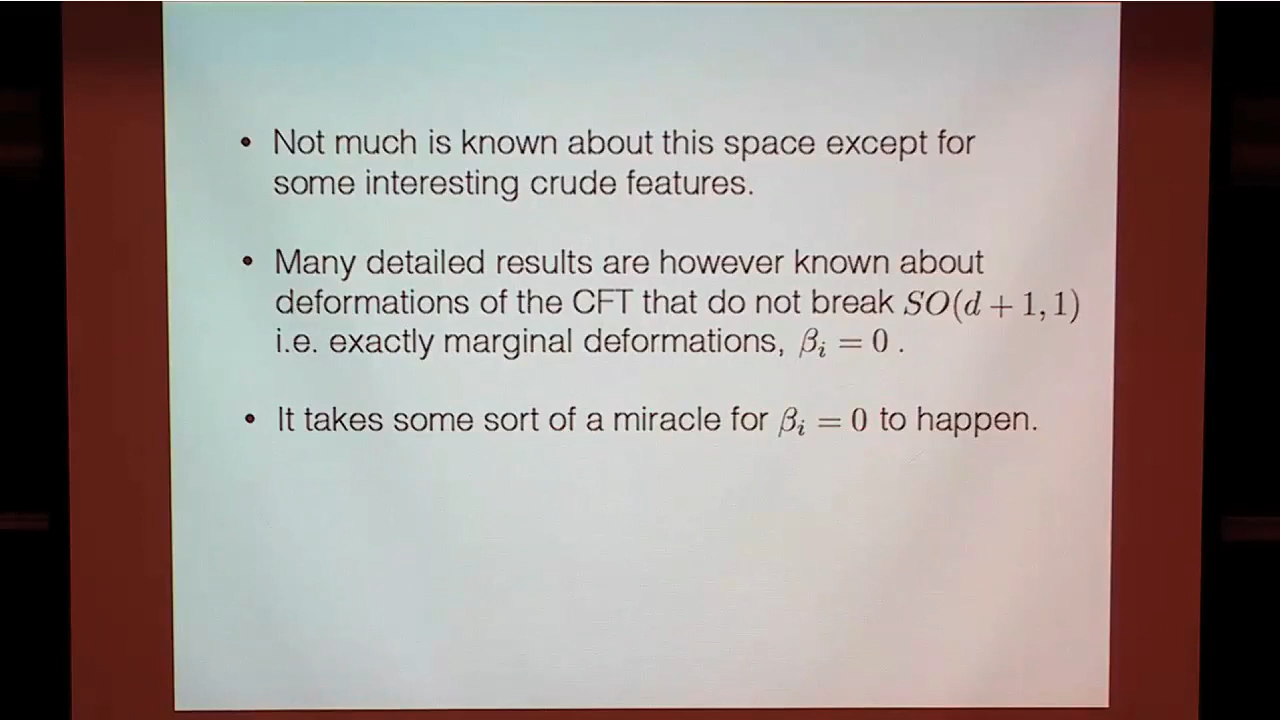 • Not much is known about this space except for
some interesting crude features.
• Many detailed results are however known about
deformations of the CFT that do not break SO(d + 1, 1)
i.e. exactly marginal deformations, βᵢ = 0 .
• It takes some sort of a miracle for βᵢ = 0 to happen.